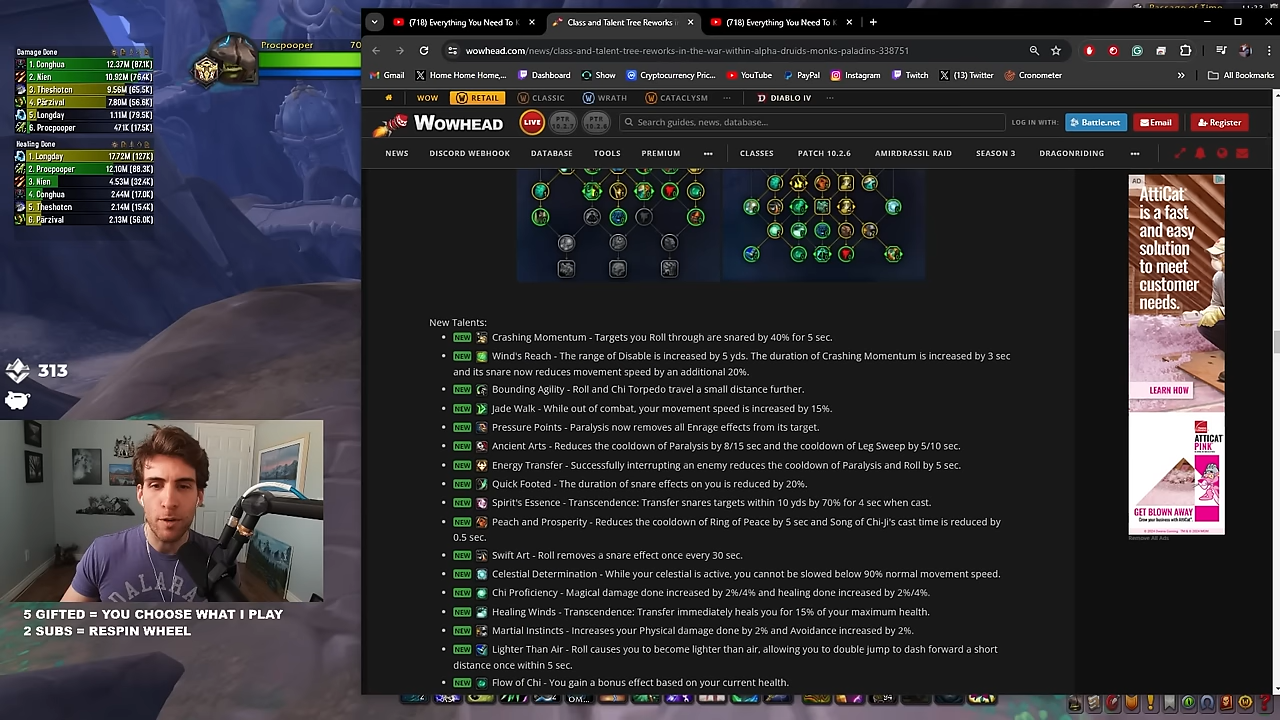 (718) Everything You Need To K
Class and Talent Tree Reworks i
(718) Everything You Need To K
wowhead.com/news/class-and-talent-tree-reworks-in-the-war-within-alpha-druids-monks-paladins-338751
Gmail
Home Home Home...
Dashboard
Show
Cryptocurrency Pric...
YouTube
PayPal
Instagram
Twitch
(13) Twitter
Cronometer
All Bookmarks
WOW
RETAIL
CLASSIC
WRATH
CATACLYSM
DIABLO IV
WOWHEAD
LIVE
PTR
PTR
Search guides, news, database...
LOG IN WITH:
Battle.net
Email
Register
NEWS
DISCORD WEBHOOK
DATABASE
TOOLS
PREMIUM
CLASSES
PATCH 10.2.6
AMIRDASSIL RAID
SEASON 3
DRAGONRIDING
Damage Done
1. Conghua 12.37M (87.1K)
2. Nien 10.92M
3. Theshoton 9.56M (65.5K)
4. Pärzival 7.80M (56.8K)
5. Longday 1.11M (79.5K)
6. Procpooper 471K (17.5K)
Healing Done
1. Longday 17.72M (127K)
2. Procpooper 12.10M (88.3K)
3. Nien 4.53M (32.4K)
4. Conghua 2.44M (17.0K)
5. Theshoton 2.14M (15.4K)
6. Pärzival 2.13M (56.0K)
Procpooper
70
313
5 GIFTED = YOU CHOOSE WHAT I PLAY
2 SUBS = RESPIN WHEEL
New Talents:
NEW Crashing Momentum - Targets you Roll through are snared by 40% for 5 sec.
NEW Wind's Reach - The range of Disable is increased by 5 yds. The duration of Crashing Momentum is increased by 3 sec
and its snare now reduces movement speed by an additional 20%.
NEW Bounding Agility - Roll and Chi Torpedo travel a small distance further.
NEW Jade Walk - While out of combat, your movement speed is increased by 15%.
NEW Pressure Points - Paralysis now removes all Enrage effects from its target.
NEW Ancient Arts - Reduces the cooldown of Paralysis by 8/15 sec and the cooldown of Leg Sweep by 5/10 sec.
NEW Energy Transfer - Successfully interrupting an enemy reduces the cooldown of Paralysis and Roll by 5 sec.
NEW Quick Footed - The duration of snare effects on you is reduced by 20%.
NEW Spirit's Essence - Transcendence: Transfer snares targets within 10 yds by 70% for 4 sec when cast.
NEW Peach and Prosperity - Reduces the cooldown of Ring of Peace by 5 sec and Song of Chi-Ji's cast time is reduced by
0.5 sec.
NEW Swift Art - Roll removes a snare effect once every 30 sec.
NEW Celestial Determination - While your celestial is active, you cannot be slowed below 90% normal movement speed.
NEW Chi Proficiency - Magical damage done increased by 2%/4% and healing done increased by 2%/4%.
NEW Healing Winds - Transcendence: Transfer immediately heals you for 15% of your maximum health.
NEW Martial Instincts - Increases your Physical damage done by 2% and Avoidance increased by 2%.
NEW Lighter Than Air - Roll causes you to become lighter than air, allowing you to double jump to dash forward a short
distance once within 5 sec.
NEW Flow of Chi - You gain a bonus effect based on your current health.
AD
AttiCat
is a fast
and easy
solution
to meet
customer
needs.
LEARN HOW
ATTICAT
PINK
GET BLOWN AWAY
Remove All Ads